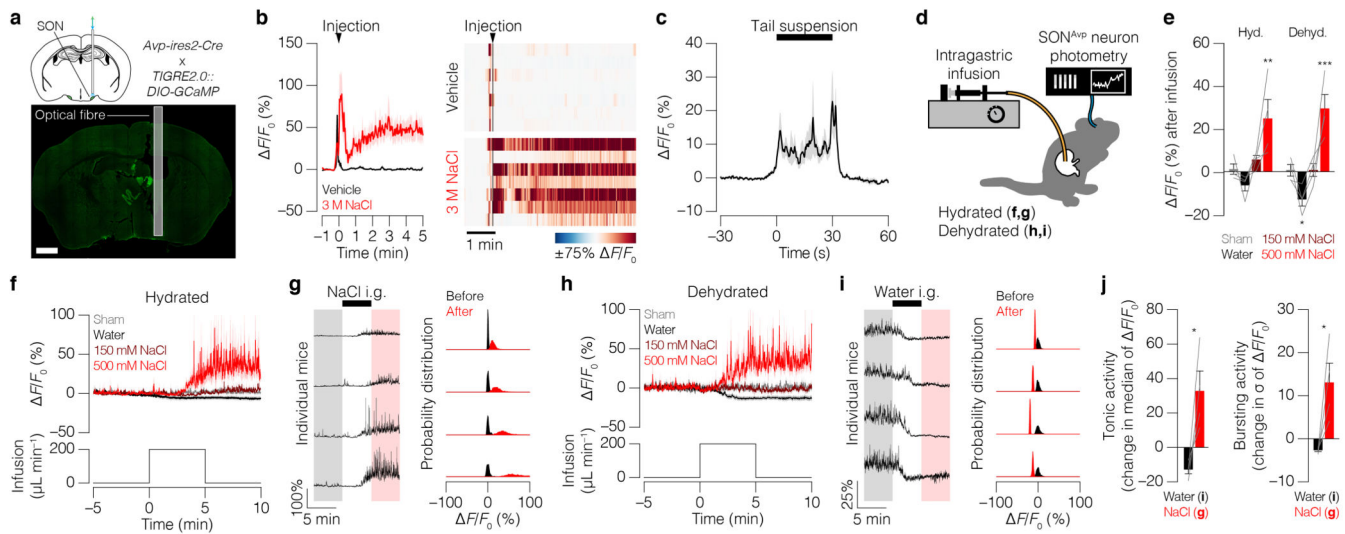 a
SON
Avp-ires2-Cre
x
TIGRE2.0::
DIO-GCaMP
Optical fibre
b
Injection
150
100
50
0
−50
ΔF/F0 (%)
Vehicle
3 M NaCl
−1 0 1 2 3 4 5
Time (min)
Injection
Vehicle
3 M NaCl
1 min
±75% ΔF/F0
c
Tail suspension
40
30
20
10
0
−10
ΔF/F0 (%)
−30 0 30 60
Time (s)
d
Intragastric
infusion
SONAvp neuron
photometry
Hydrated (f,g)
Dehydrated (h,i)
e
Hyd. Dehyd.
60
40
20
0
−20
ΔF/F0 (%) after infusion
** ***
*
Sham 150 mM NaCl
Water 500 mM NaCl
f
Hydrated
100
50
0
−50
ΔF/F0 (%)
Sham
Water
150 mM NaCl
500 mM NaCl
200
0
Infusion
(µL min−1)
−5 0 5 10
Time (min)
g
NaCl i.g.
Individual mice
100%
5 min
Before
After
Probability distribution
−100 0 100
ΔF/F0 (%)
h
Dehydrated
100
50
0
−50
ΔF/F0 (%)
Sham
Water
150 mM NaCl
500 mM NaCl
200
0
Infusion
(µL min−1)
−5 0 5 10
Time (min)
i
Water i.g.
Individual mice
25%
5 min
Before
After
Probability distribution
−100 0 100
ΔF/F0 (%)
j
80
60
40
20
0
−20
Tonic activity
(change in median of ΔF/F0)
*
Water (i)
NaCl (g)
30
20
10
0
−10
Bursting activity
(change in σ of ΔF/F0)
*
Water (i)
NaCl (g)